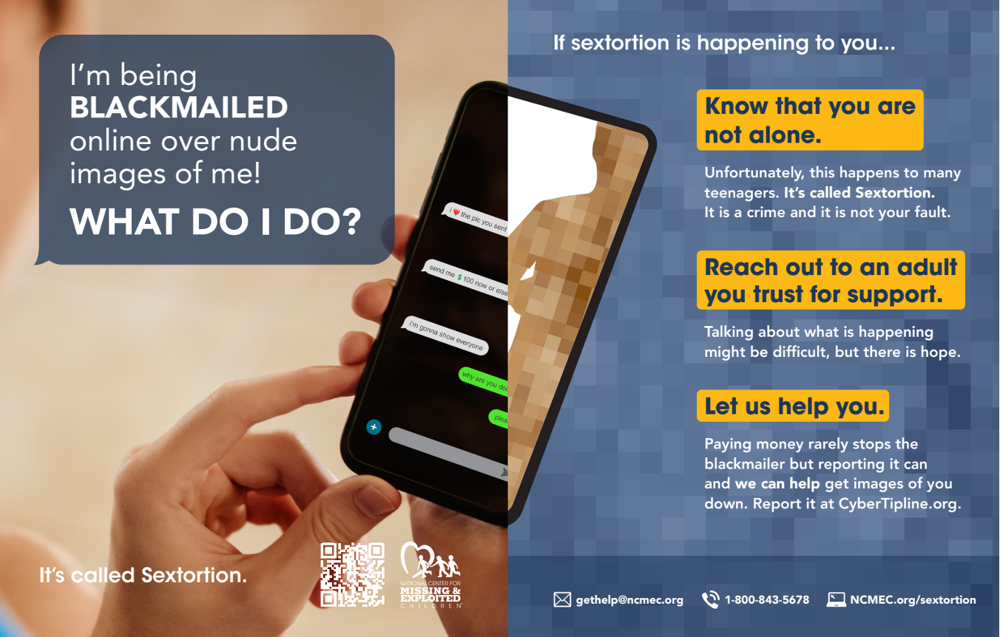 I'm being
BLACKMAILED
online over nude
images of me!
WHAT DO I DO?
i ❤️ the pic you sent
send me 💲100 now or else
i'm gonna show everyone
why are you doi
plea
It's called Sextortion.
NATIONAL CENTER FOR
MISSING &
EXPLOITED
CHILDREN®
If sextortion is happening to you...
Know that you are
not alone.
Unfortunately, this happens to many
teenagers. It's called Sextortion.
It is a crime and it is not your fault.
Reach out to an adult
you trust for support.
Talking about what is happening
might be difficult, but there is hope.
Let us help you.
Paying money rarely stops the
blackmailer but reporting it can
and we can help get images of you
down. Report it at CyberTipline.org.
gethelp@ncmec.org
1-800-843-5678
NCMEC.org/sextortion